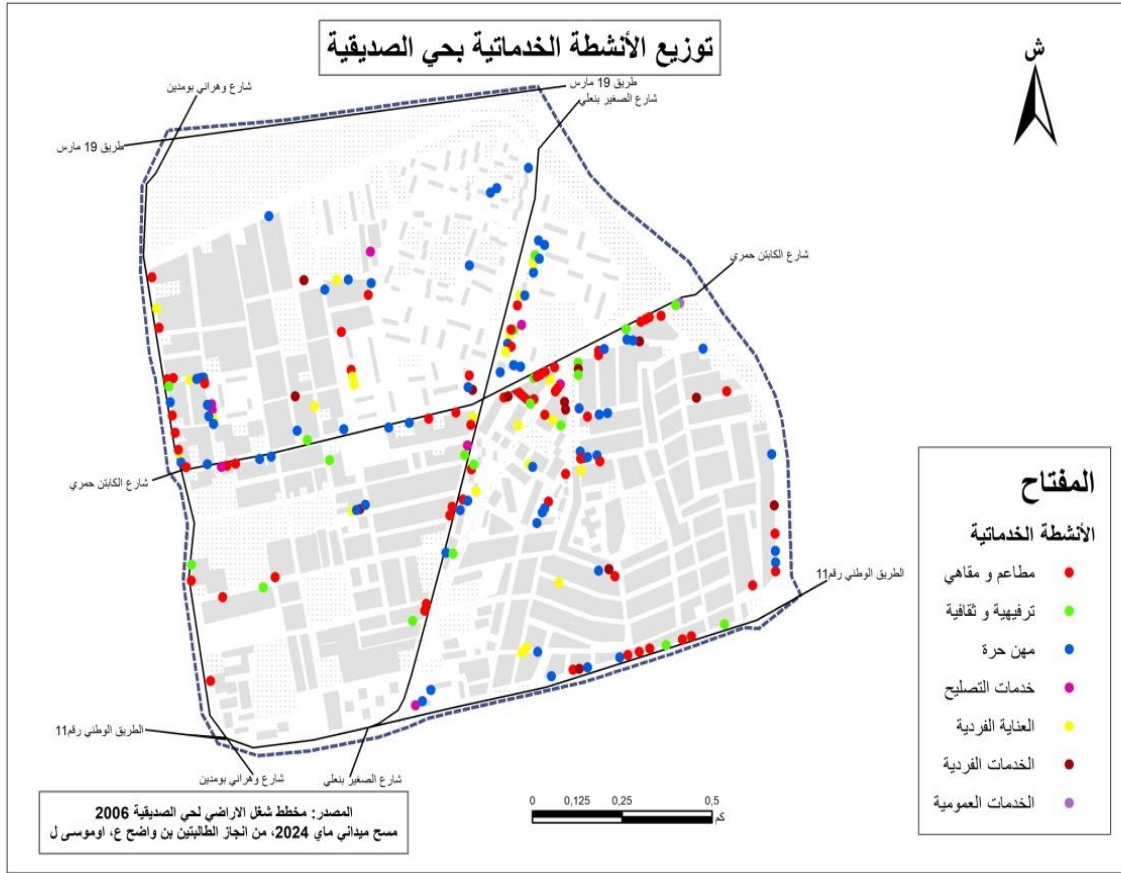 توزيع الأنشطة الخدماتية بحي الصديقية
ش
شارع وهراني بومدين
طريق 19 مارس
شارع الصغير بنعلي
طريق 19 مارس
شارع الكابتن حمري
شارع الكابتن حمري
المفتاح
الأنشطة الخدماتية
مطاعم و مقاهي
ترفيهية و ثقافية
مهن حرة
خدمات التصليح
العناية الفردية
الخدمات الفردية
الخدمات العمومية
الطريق الوطني رقم11
الطريق الوطني رقم11
شارع وهراني بومدين
شارع الصغير بنعلي
0 0,125 0,25 0,5
كم
المصدر: مخطط شغل الاراضي لحي الصديقية 2006
مسح ميداني ماي 2024، من انجاز الطالبتين بن واضح ع، اوموسى ل